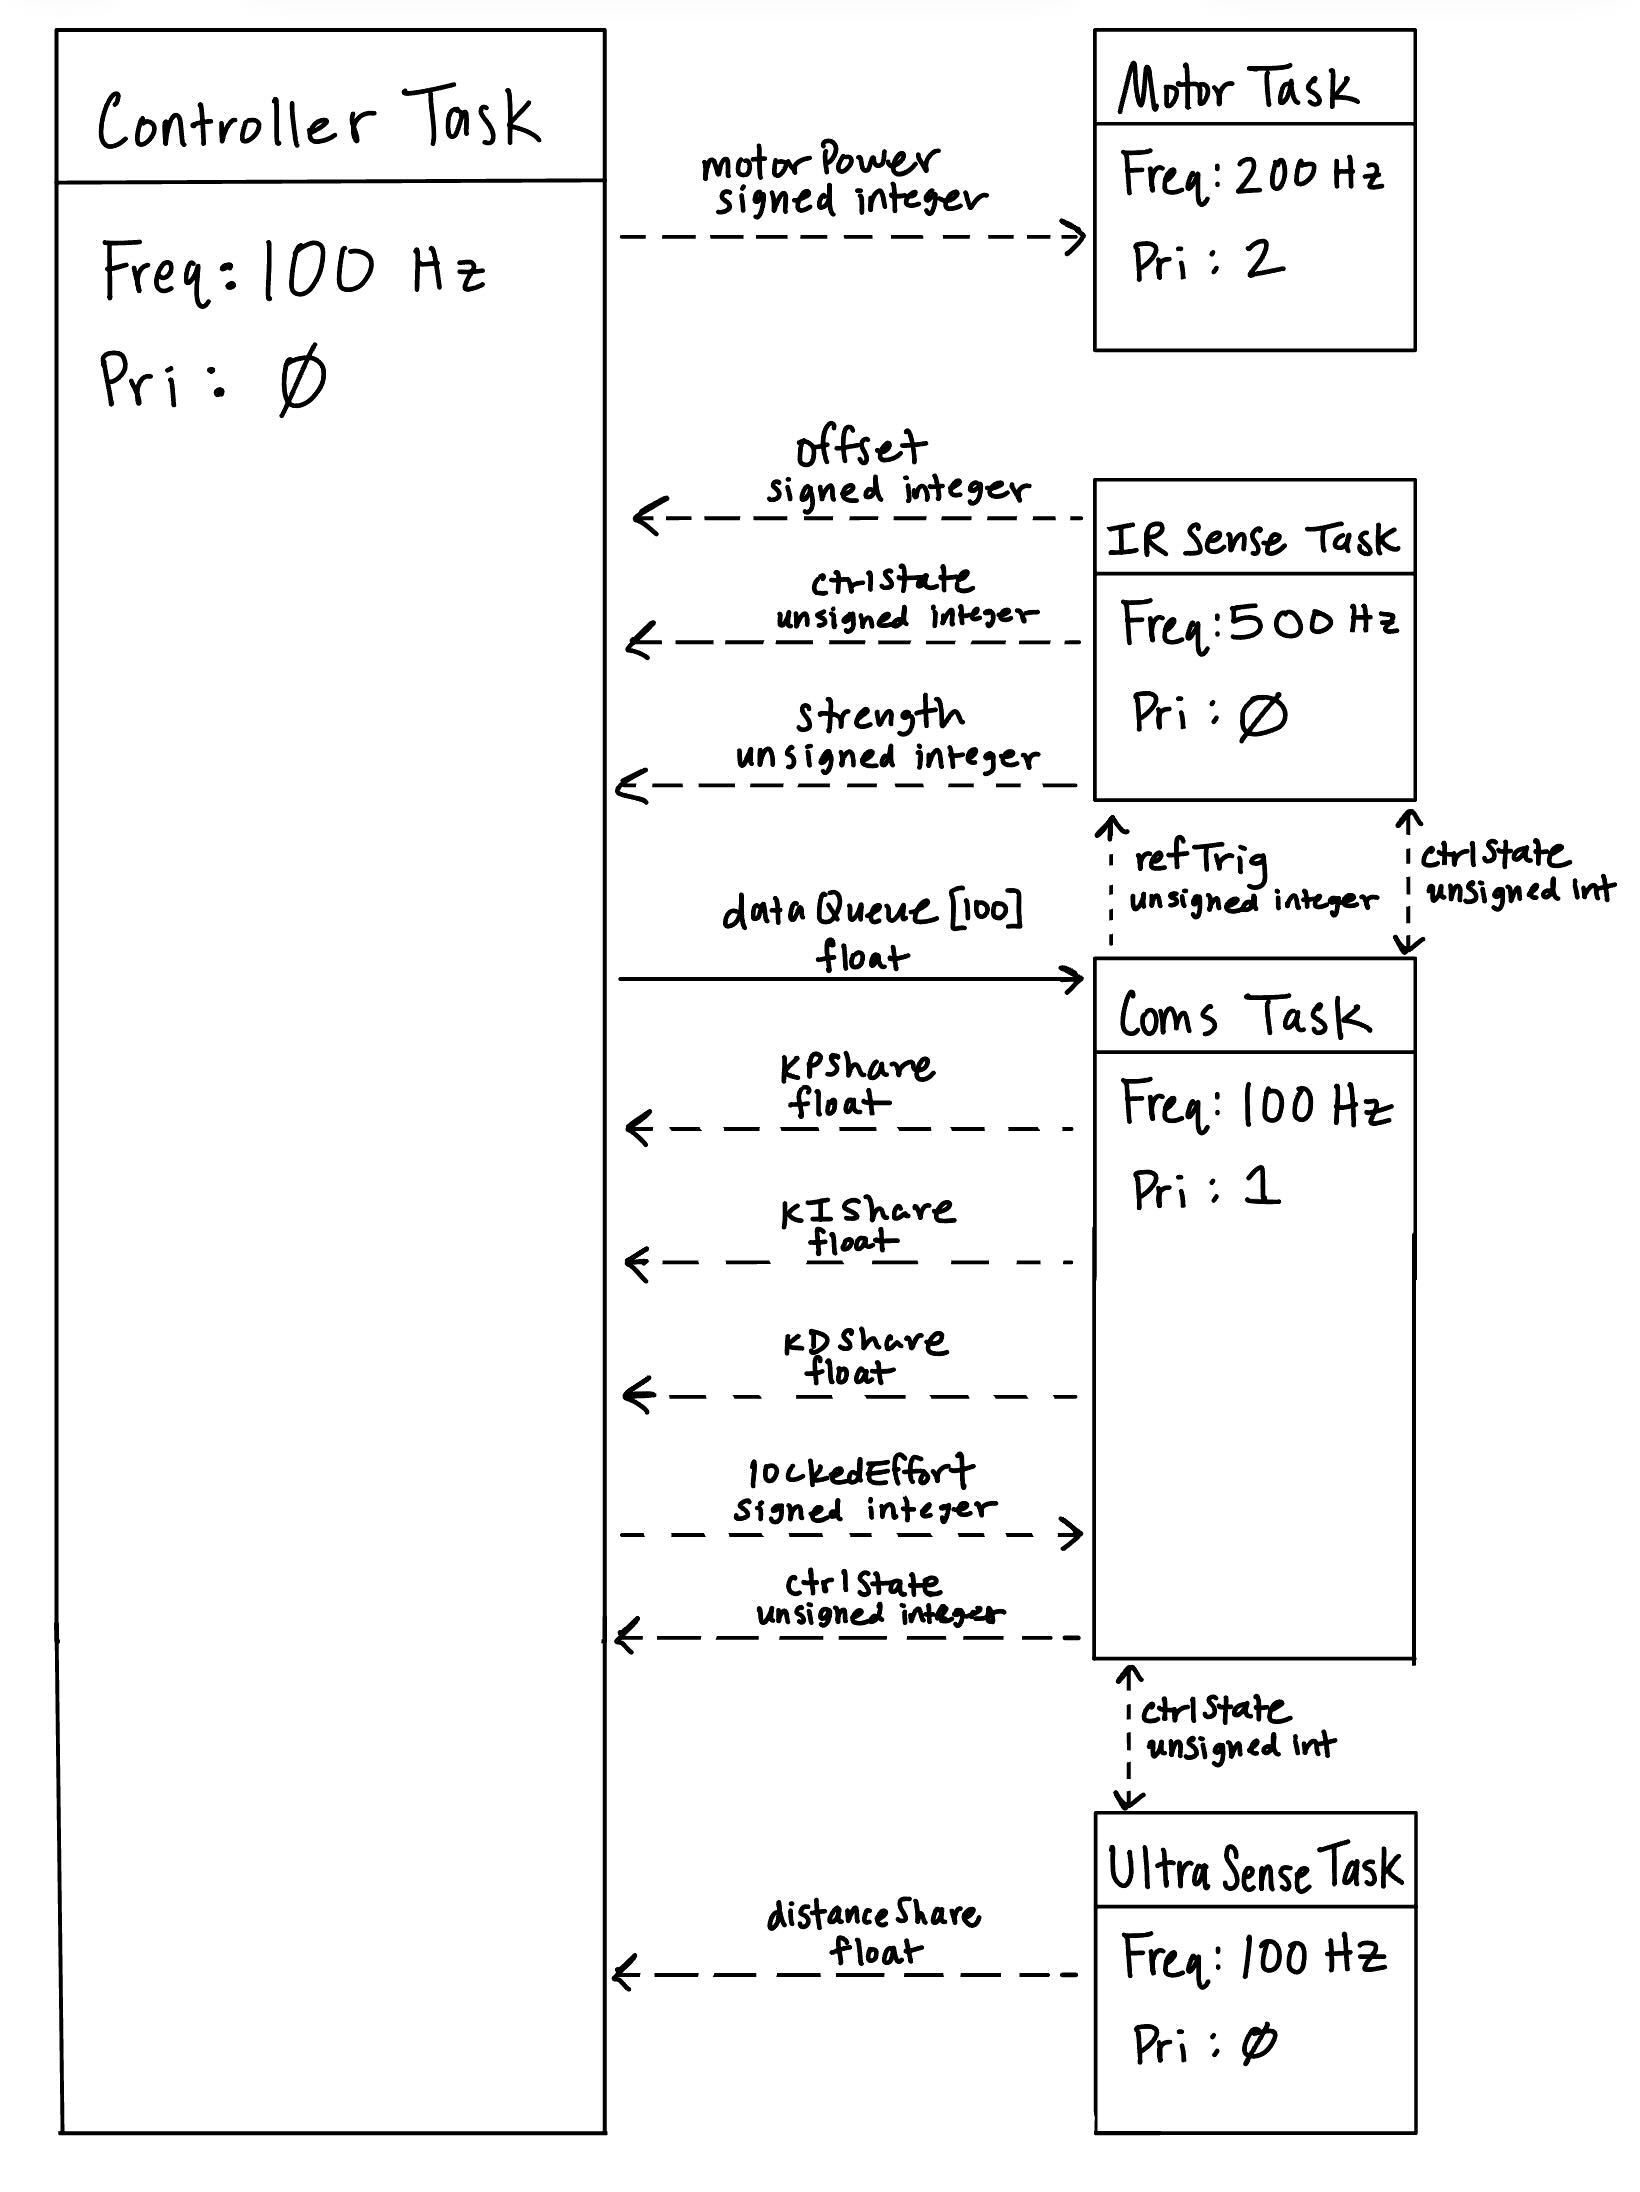 Controller Task
Freq: 100 Hz
Pri: Ø
motorPower
signed integer
Motor Task
Freq: 200 Hz
Pri: 2
offset
signed integer
ctrlState
unsigned integer
strength
unsigned integer
IR Sense Task
Freq: 500 Hz
Pri: Ø
refTrig
unsigned integer
ctrlState
unsigned int
dataQueue [100]
float
KPShare
float
KIShare
float
KDShare
float
lockedEffort
signed integer
ctrlState
unsigned integer
Coms Task
Freq: 100 Hz
Pri: 1
ctrlState
unsigned int
distanceShare
float
Ultra Sense Task
Freq: 100 Hz
Pri: Ø